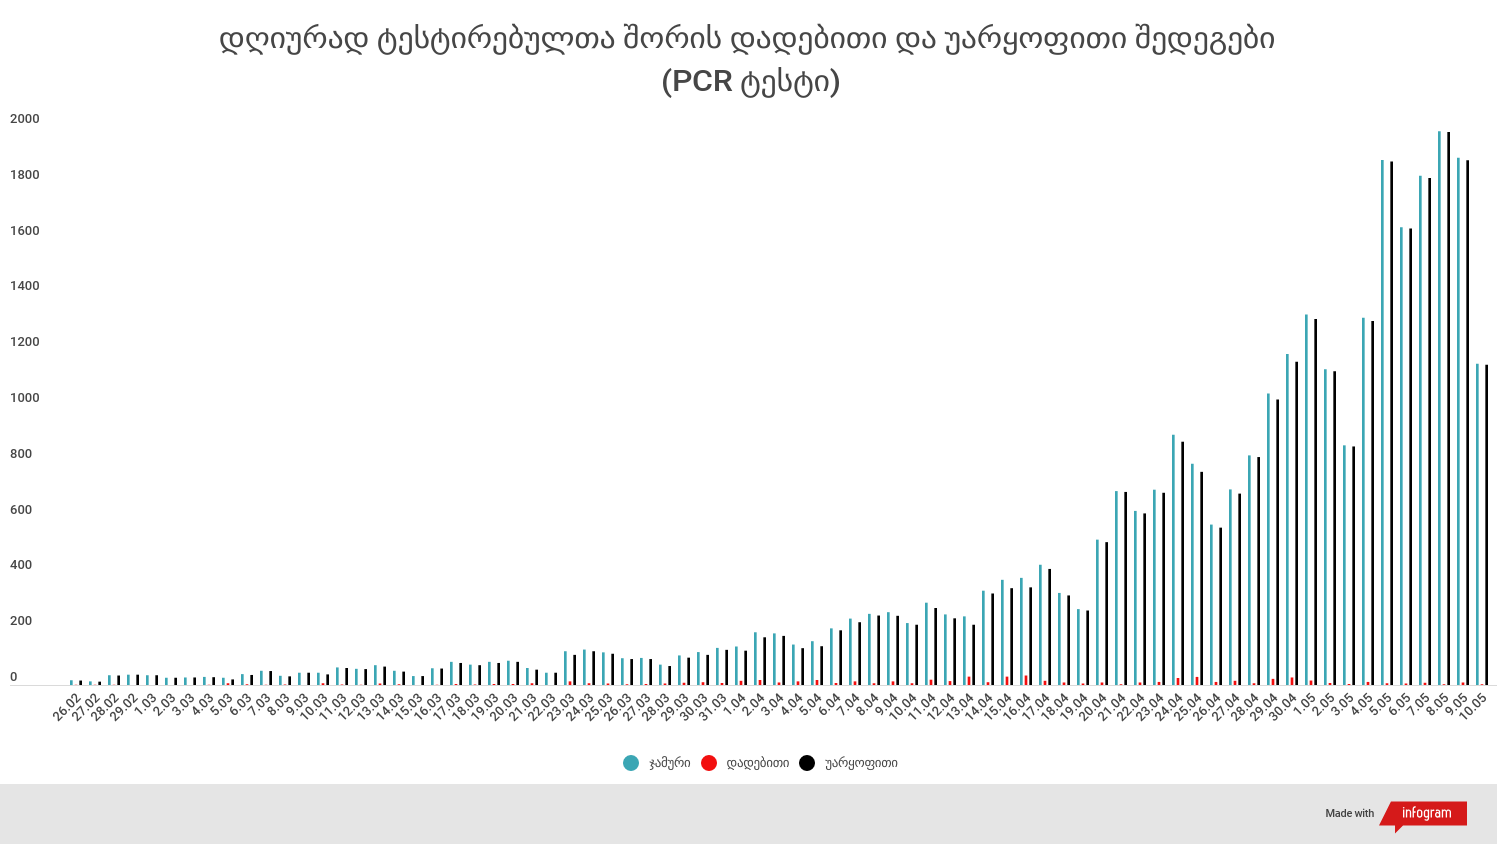 დღიურად ტესტირებულთა შორის დადებითი და უარყოფითი შედეგები
(PCR ტესტი)
2000
1800
1600
1400
1200
1000
800
600
400
200
0
26.02 27.02 28.02 29.02 1.03 2.03 3.03 4.03 5.03 6.03 7.03 8.03 9.03 10.03 11.03 12.03 13.03 14.03 15.03 16.03 17.03 18.03 19.03 20.03 21.03 22.03 23.03 24.03 25.03 26.03 27.03 28.03 29.03 30.03 31.03 1.04 2.04 3.04 4.04 5.04 6.04 7.04 8.04 9.04 10.04 11.04 12.04 13.04 14.04 15.04 16.04 17.04 18.04 19.04 20.04 21.04 22.04 23.04 24.04 25.04 26.04 27.04 28.04 29.04 30.04 1.05 2.05 3.05 4.05 5.05 6.05 7.05 8.05 9.05 10.05
ჯამური დადებითი უარყოფითი
Made with infogram